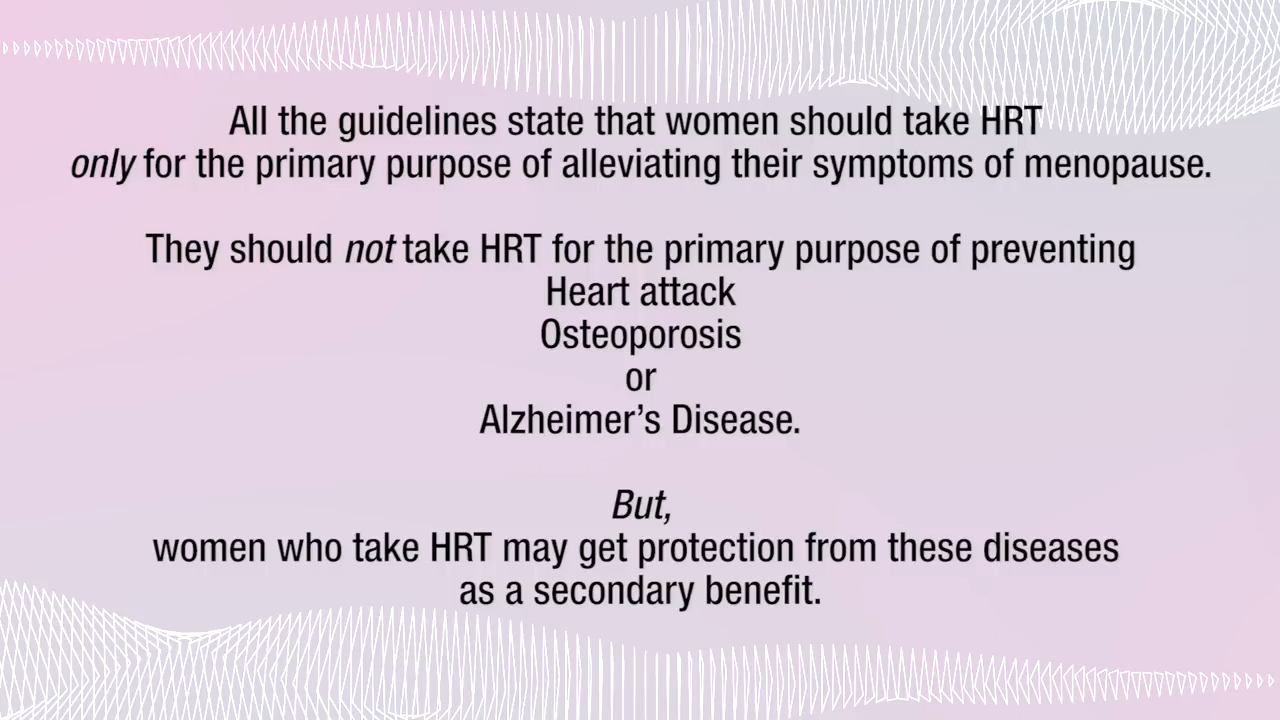 All the guidelines state that women should take HRT
only for the primary purpose of alleviating their symptoms of menopause.
They should not take HRT for the primary purpose of preventing
Heart attack
Osteoporosis
or
Alzheimer’s Disease.
But,
women who take HRT may get protection from these diseases
as a secondary benefit.